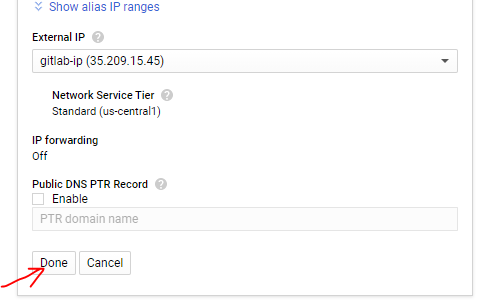 Show alias IP ranges
External IP
gitlab-ip (35.209.15.45)
Network Service Tier
Standard (us-central1)
IP forwarding
Off
Public DNS PTR Record
Enable
PTR domain name
Done Cancel